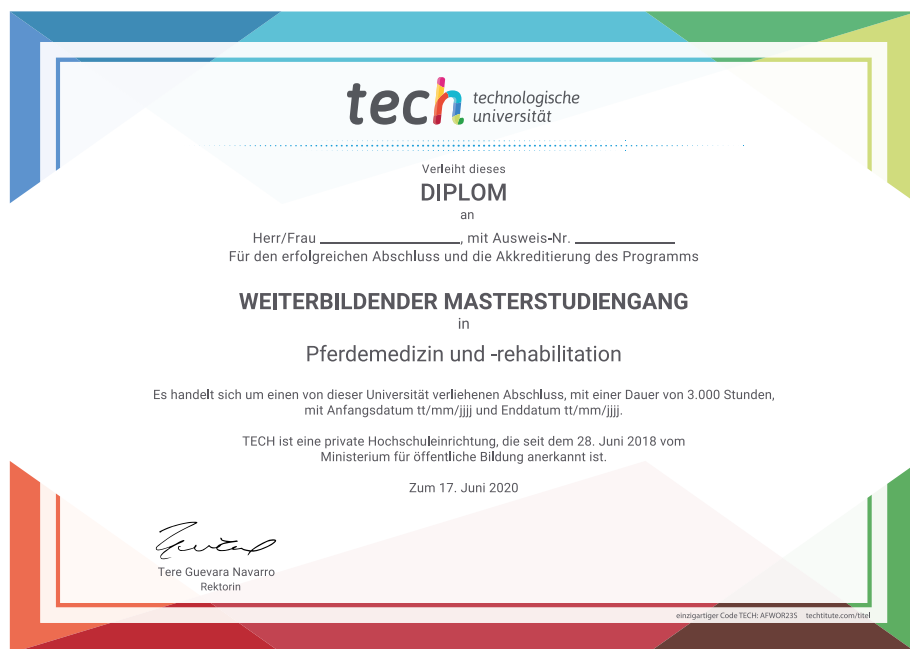 tech technologische
universität
Verleiht dieses
DIPLOM
an
Herr/Frau ____________________, mit Ausweis-Nr. ______________
Für den erfolgreichen Abschluss und die Akkreditierung des Programms
WEITERBILDENDER MASTERSTUDIENGANG
in
Pferdemedizin und -rehabilitation
Es handelt sich um einen von dieser Universität verliehenen Abschluss, mit einer Dauer von 3.000 Stunden,
mit Anfangsdatum tt/mm/jjjj und Enddatum tt/mm/jjjj.
TECH ist eine private Hochschuleinrichtung, die seit dem 28. Juni 2018 vom
Ministerium für öffentliche Bildung anerkannt ist.
Zum 17. Juni 2020
Tere Guevara Navarro
Rektorin
einzigartiger Code TECH: AFWOR23S techtitute.com/titel